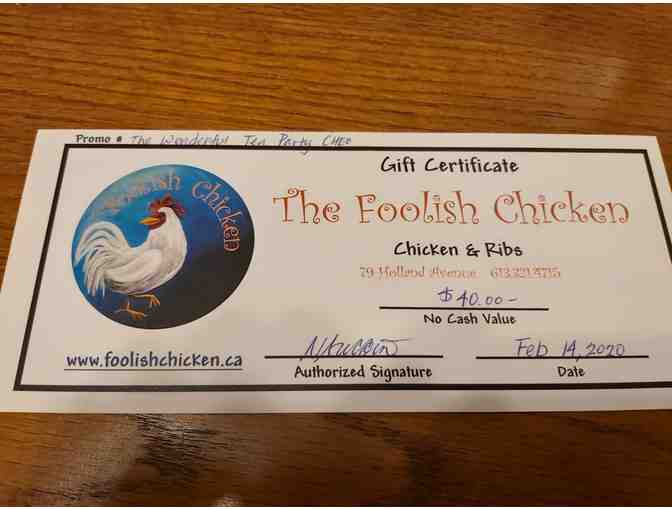 Promo # The Wonderful Tea Party CHEO
Gift Certificate
Foolish Chicken
The Foolish Chicken
Chicken & Ribs
79 Holland Avenue 613.321.4715
$40.00-
No Cash Value
www.foolishchicken.ca
Feb 14, 2020
Authorized Signature
Date